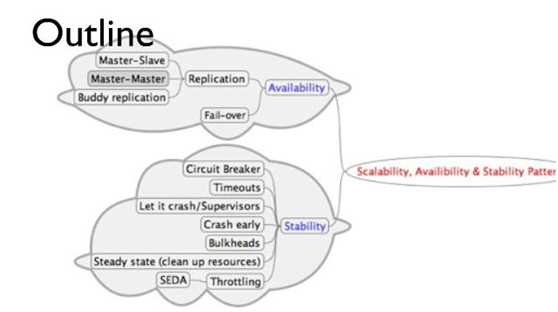 Outline
Master-Slave
Master-Master
Buddy replication
Replication
Fail-over
Availability
Circuit Breaker
Timeouts
Let it crash/Supervisors
Crash early
Bulkheads
Steady state (clean up resources)
SEDA
Throttling
Stability
Scalability, Availibility & Stability Patter